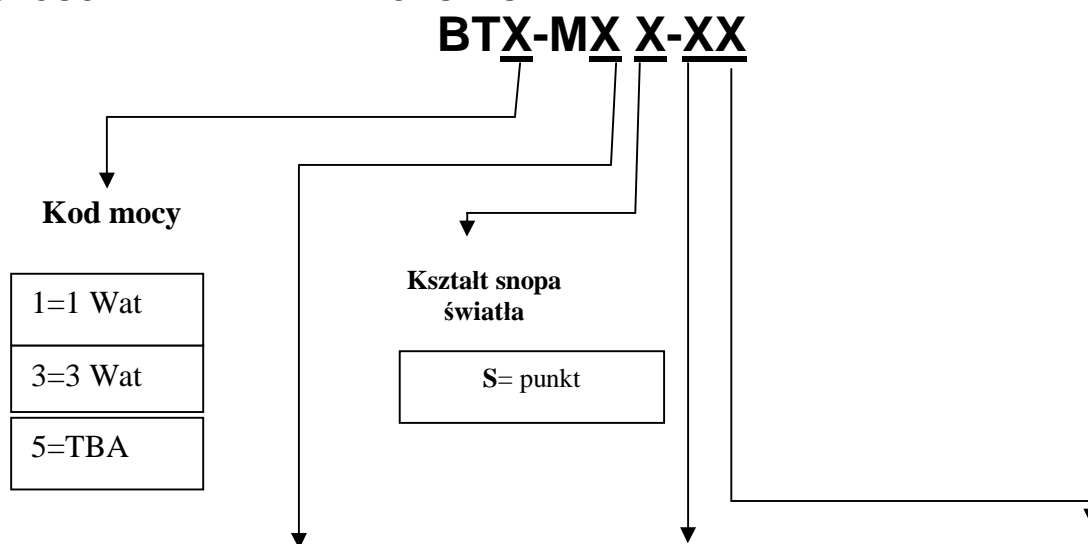 BTX-MX X-XX
Kod mocy
1=1 Wat
3=3 Wat
5=TBA
Kształt snopa
światła
S= punkt